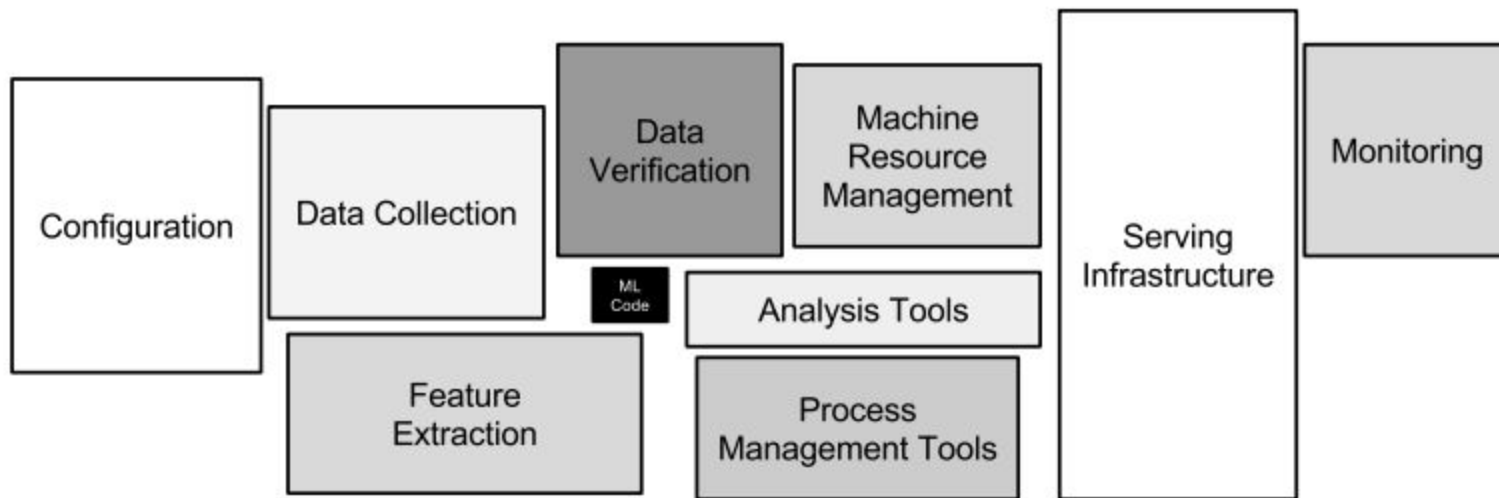 Configuration
Data Collection
Feature
Extraction
Data
Verification
ML
Code
Machine
Resource
Management
Analysis Tools
Process
Management Tools
Serving
Infrastructure
Monitoring